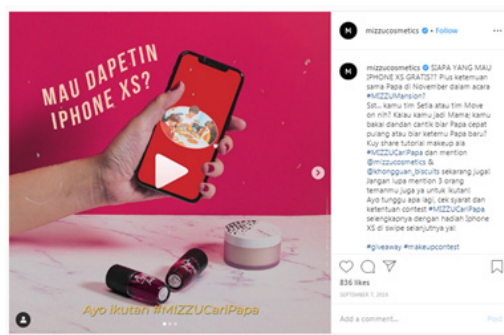 MAU DAPETIN
IPHONE XS?
Ayo Ikutan #MIZZUCariPapa
mizzucosmetics • Follow
mizzucosmetics SIAPA YANG MAU
IPHONE XS GRATIS?!? Plus ketemuan
sama Papa di November dalam acara
#MIZZUMansion?
Sst... kamu tim Setia atau tim Move
on nih? Kalau kamu jadi Mama; kamu
bakal dandan cantik biar Papa cepat
pulang atau biar ketemu Papa baru?
Kuy share tutorial makeup ala
#MIZZUCariPapa dan mention
@mizzucosmetics &
@khongguan_biscuits sekarang juga!
Jangan lupa mention 3 orang
temanmu juga ya untuk ikutan!
Ayo tunggu apa lagi, cek syarat dan
ketentuan contest #MIZZUCariPapa
selengkapnya dengan hadiah Iphone
XS di swipe selanjutnya ya!
#giveaway #makeupcontest
836 likes
SEPTEMBER 7, 2019
Add a comment...
Post